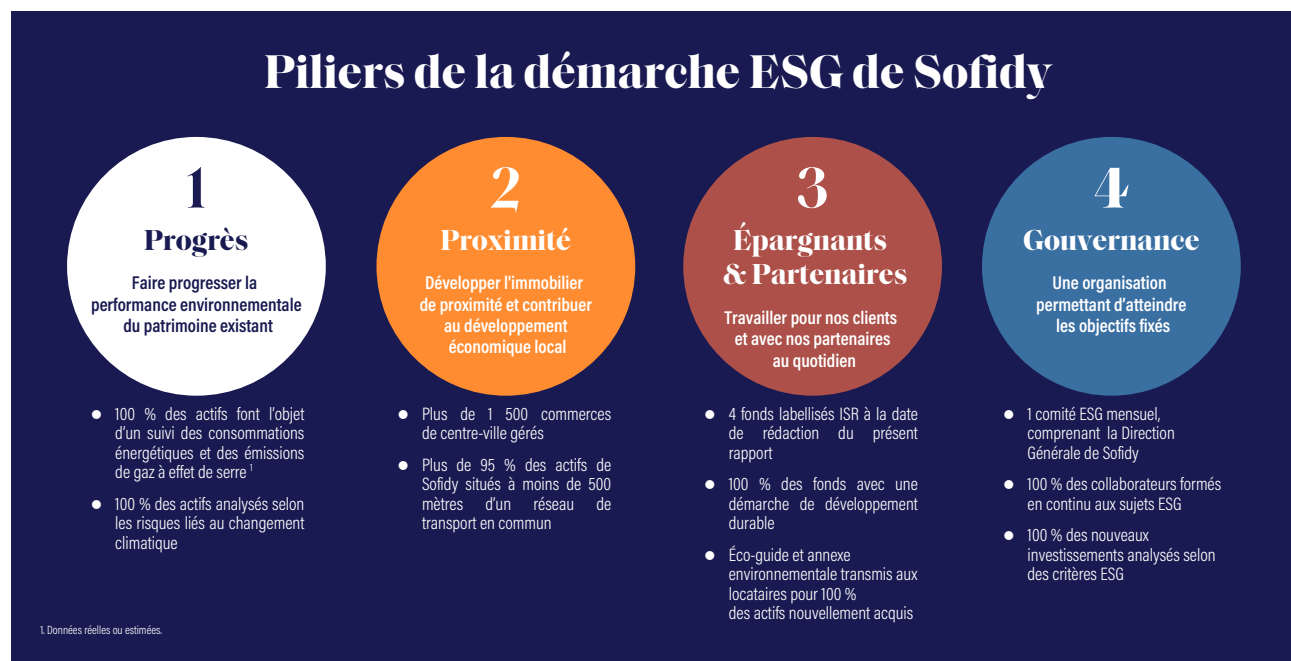 Piliers de la démarche ESG de Sofidy
1
Progrès
Faire progresser la
performance environnementale
du patrimoine existant
● 100 % des actifs font l'objet
d'un suivi des consommations
énergétiques et des émissions
de gaz à effet de serre ¹
● 100 % des actifs analysés selon
les risques liés au changement
climatique
2
Proximité
Développer l'immobilier
de proximité et contribuer
au développement
économique local
● Plus de 1 500 commerces
de centre-ville gérés
● Plus de 95 % des actifs de
Sofidy situés à moins de 500
mètres d'un réseau de
transport en commun
3
Épargnants
& Partenaires
Travailler pour nos clients
et avec nos partenaires
au quotidien
● 4 fonds labellisés ISR à la date
de rédaction du présent
rapport
● 100 % des fonds avec une
démarche de développement
durable
● Éco-guide et annexe
environnementale transmis aux
locataires pour 100 %
des actifs nouvellement acquis
4
Gouvernance
Une organisation
permettant d'atteindre
les objectifs fixés
● 1 comité ESG mensuel,
comprenant la Direction
Générale de Sofidy
● 100 % des collaborateurs formés
en continu aux sujets ESG
● 100 % des nouveaux
investissements analysés selon
des critères ESG
1. Données réelles ou estimées.